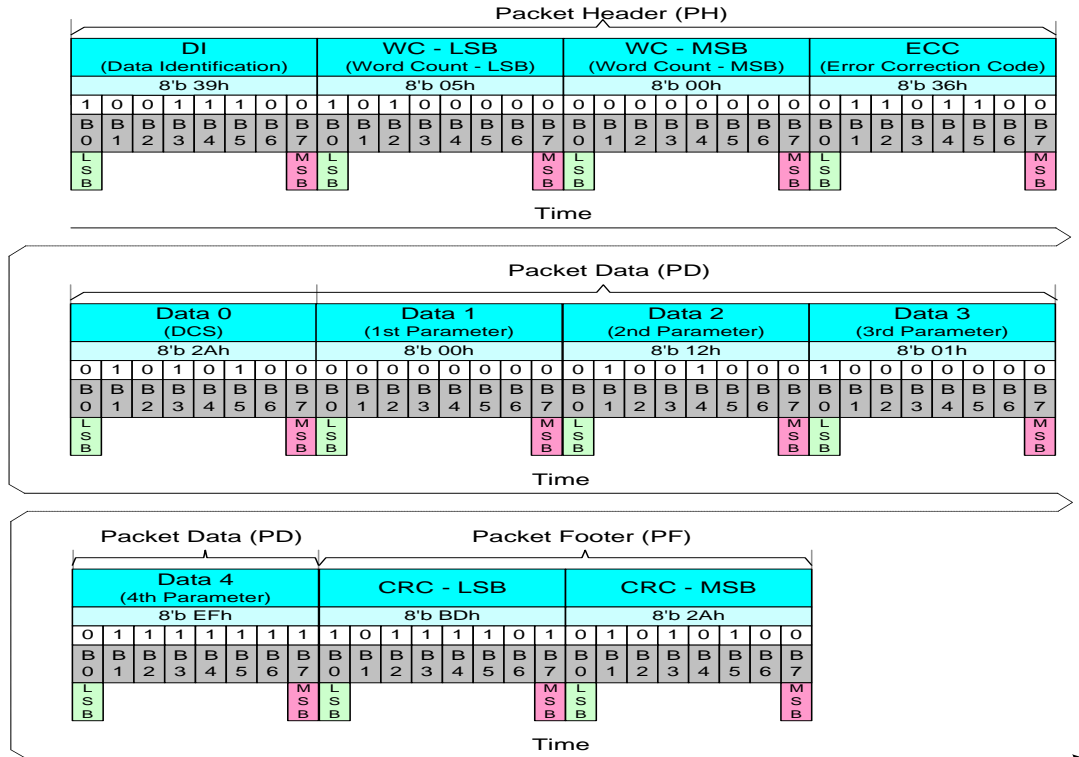 Packet Header (PH)
DI WC - LSB WC - MSB ECC
(Data Identification) (Word Count - LSB) (Word Count - MSB) (Error Correction Code)
8'b 39h 8'b 05h 8'b 00h 8'b 36h
1 0 0 1 1 1 0 0 1 0 1 0 0 0 0 0 0 0 0 0 0 0 0 0 0 1 1 0 1 1 0 0
B0 B1 B2 B3 B4 B5 B6 B7 B0 B1 B2 B3 B4 B5 B6 B7 B0 B1 B2 B3 B4 B5 B6 B7 B0 B1 B2 B3 B4 B5 B6 B7
LSB MSB LSB MSB LSB MSB LSB MSB
Time
Packet Data (PD)
Data 0 Data 1 Data 2 Data 3
(DCS) (1st Parameter) (2nd Parameter) (3rd Parameter)
8'b 2Ah 8'b 00h 8'b 12h 8'b 01h
0 1 0 1 0 1 0 0 0 0 0 0 0 0 0 0 0 1 0 0 1 0 0 0 1 0 0 0 0 0 0 0
B0 B1 B2 B3 B4 B5 B6 B7 B0 B1 B2 B3 B4 B5 B6 B7 B0 B1 B2 B3 B4 B5 B6 B7 B0 B1 B2 B3 B4 B5 B6 B7
LSB MSB LSB MSB LSB MSB LSB MSB
Time
Packet Data (PD) Packet Footer (PF)
Data 4 CRC - LSB CRC - MSB
(4th Parameter)
8'b EFh 8'b BDh 8'b 2Ah
0 1 1 1 1 1 1 1 1 0 1 1 1 1 0 1 0 1 0 1 0 1 0 0
B0 B1 B2 B3 B4 B5 B6 B7 B0 B1 B2 B3 B4 B5 B6 B7 B0 B1 B2 B3 B4 B5 B6 B7
LSB MSB LSB MSB LSB MSB
Time